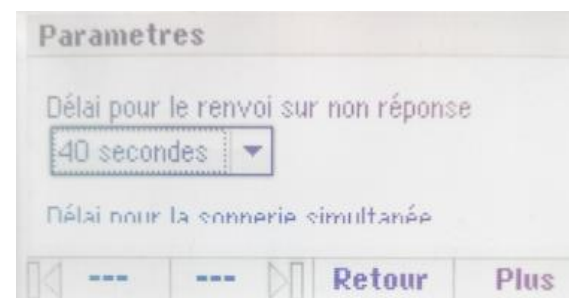 Parametres
Délai pour le renvoi sur non réponse
40 secondes
Délai pour la sonnerie simultanée
--- --- Retour Plus